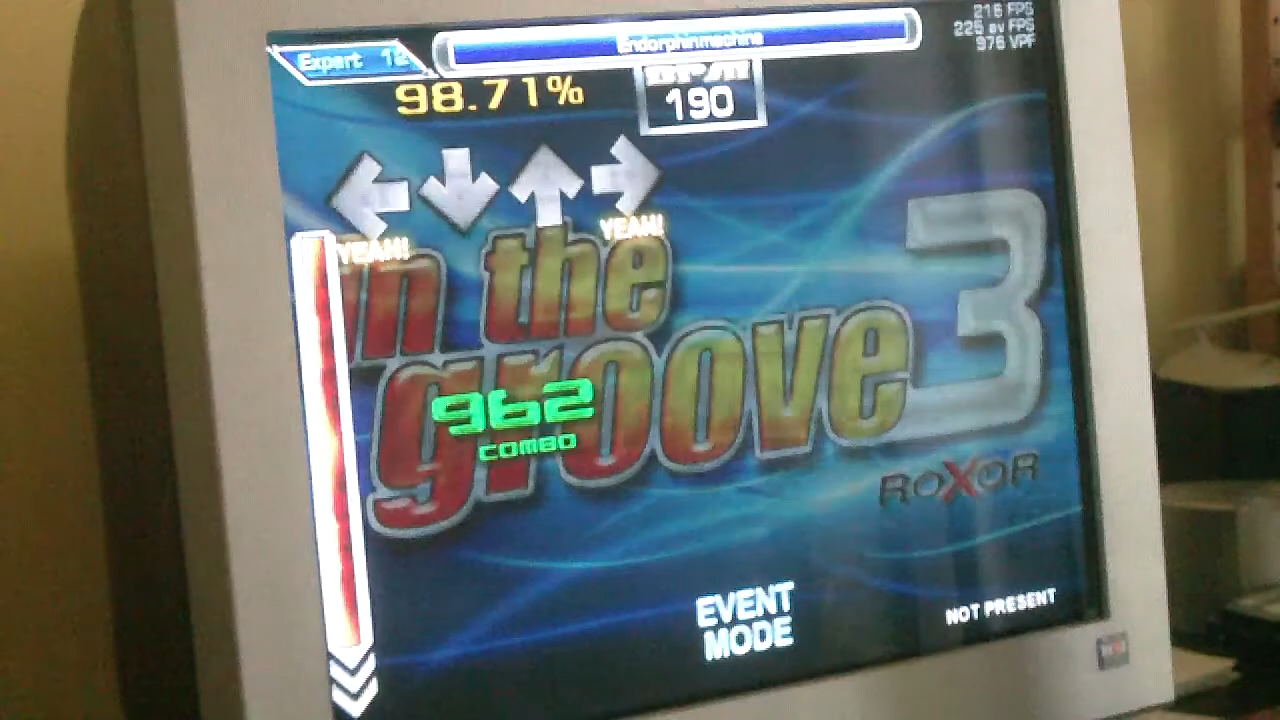 216 FPS
225 av FPS
976 VPF
Endorphinmachine
Expert 12
98.71%
BPM
190
YEAH!
YEAH!
in the
groove 3
962
COMBO
ROXOR
EVENT
MODE
NOT PRESENT